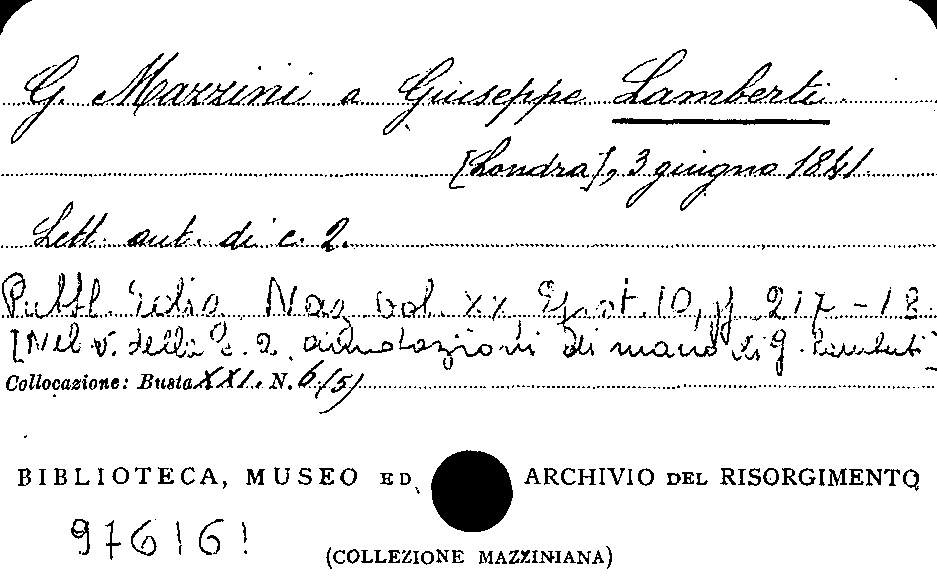 G. Mazzini a Giuseppe Lamberti.
[Londra], 3 giugno 1841.
Lett. aut. di c. 2.
Pubbl. Ediz. Naz. vol. XX Epist. 10, pp. 217-18.
[Nel v. della c. 2. annotazioni di mano di G. Lamberti]
Collocazione: Busta XXI. N. 6/(5)
BIBLIOTECA, MUSEO ED ARCHIVIO DEL RISORGIMENTO
976161
(COLLEZIONE MAZZINIANA)